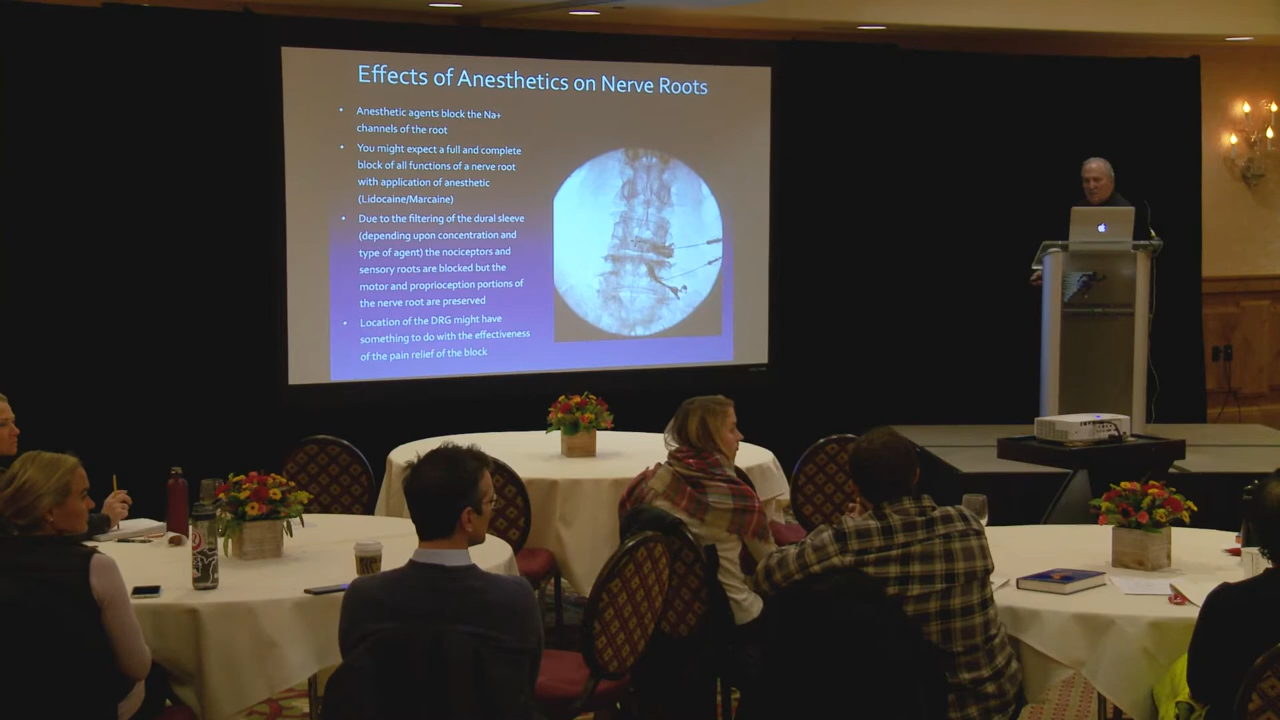 Effects of Anesthetics on Nerve Roots
• Anesthetic agents block the Na+
channels of the root
• You might expect a full and complete
block of all functions of a nerve root
with application of anesthetic
(Lidocaine/Marcaine)
• Due to the filtering of the dural sleeve
(depending upon concentration and
type of agent) the nociceptors and
sensory roots are blocked but the
motor and proprioception portions of
the nerve root are preserved
• Location of the DRG might have
something to do with the effectiveness
of the pain relief of the block